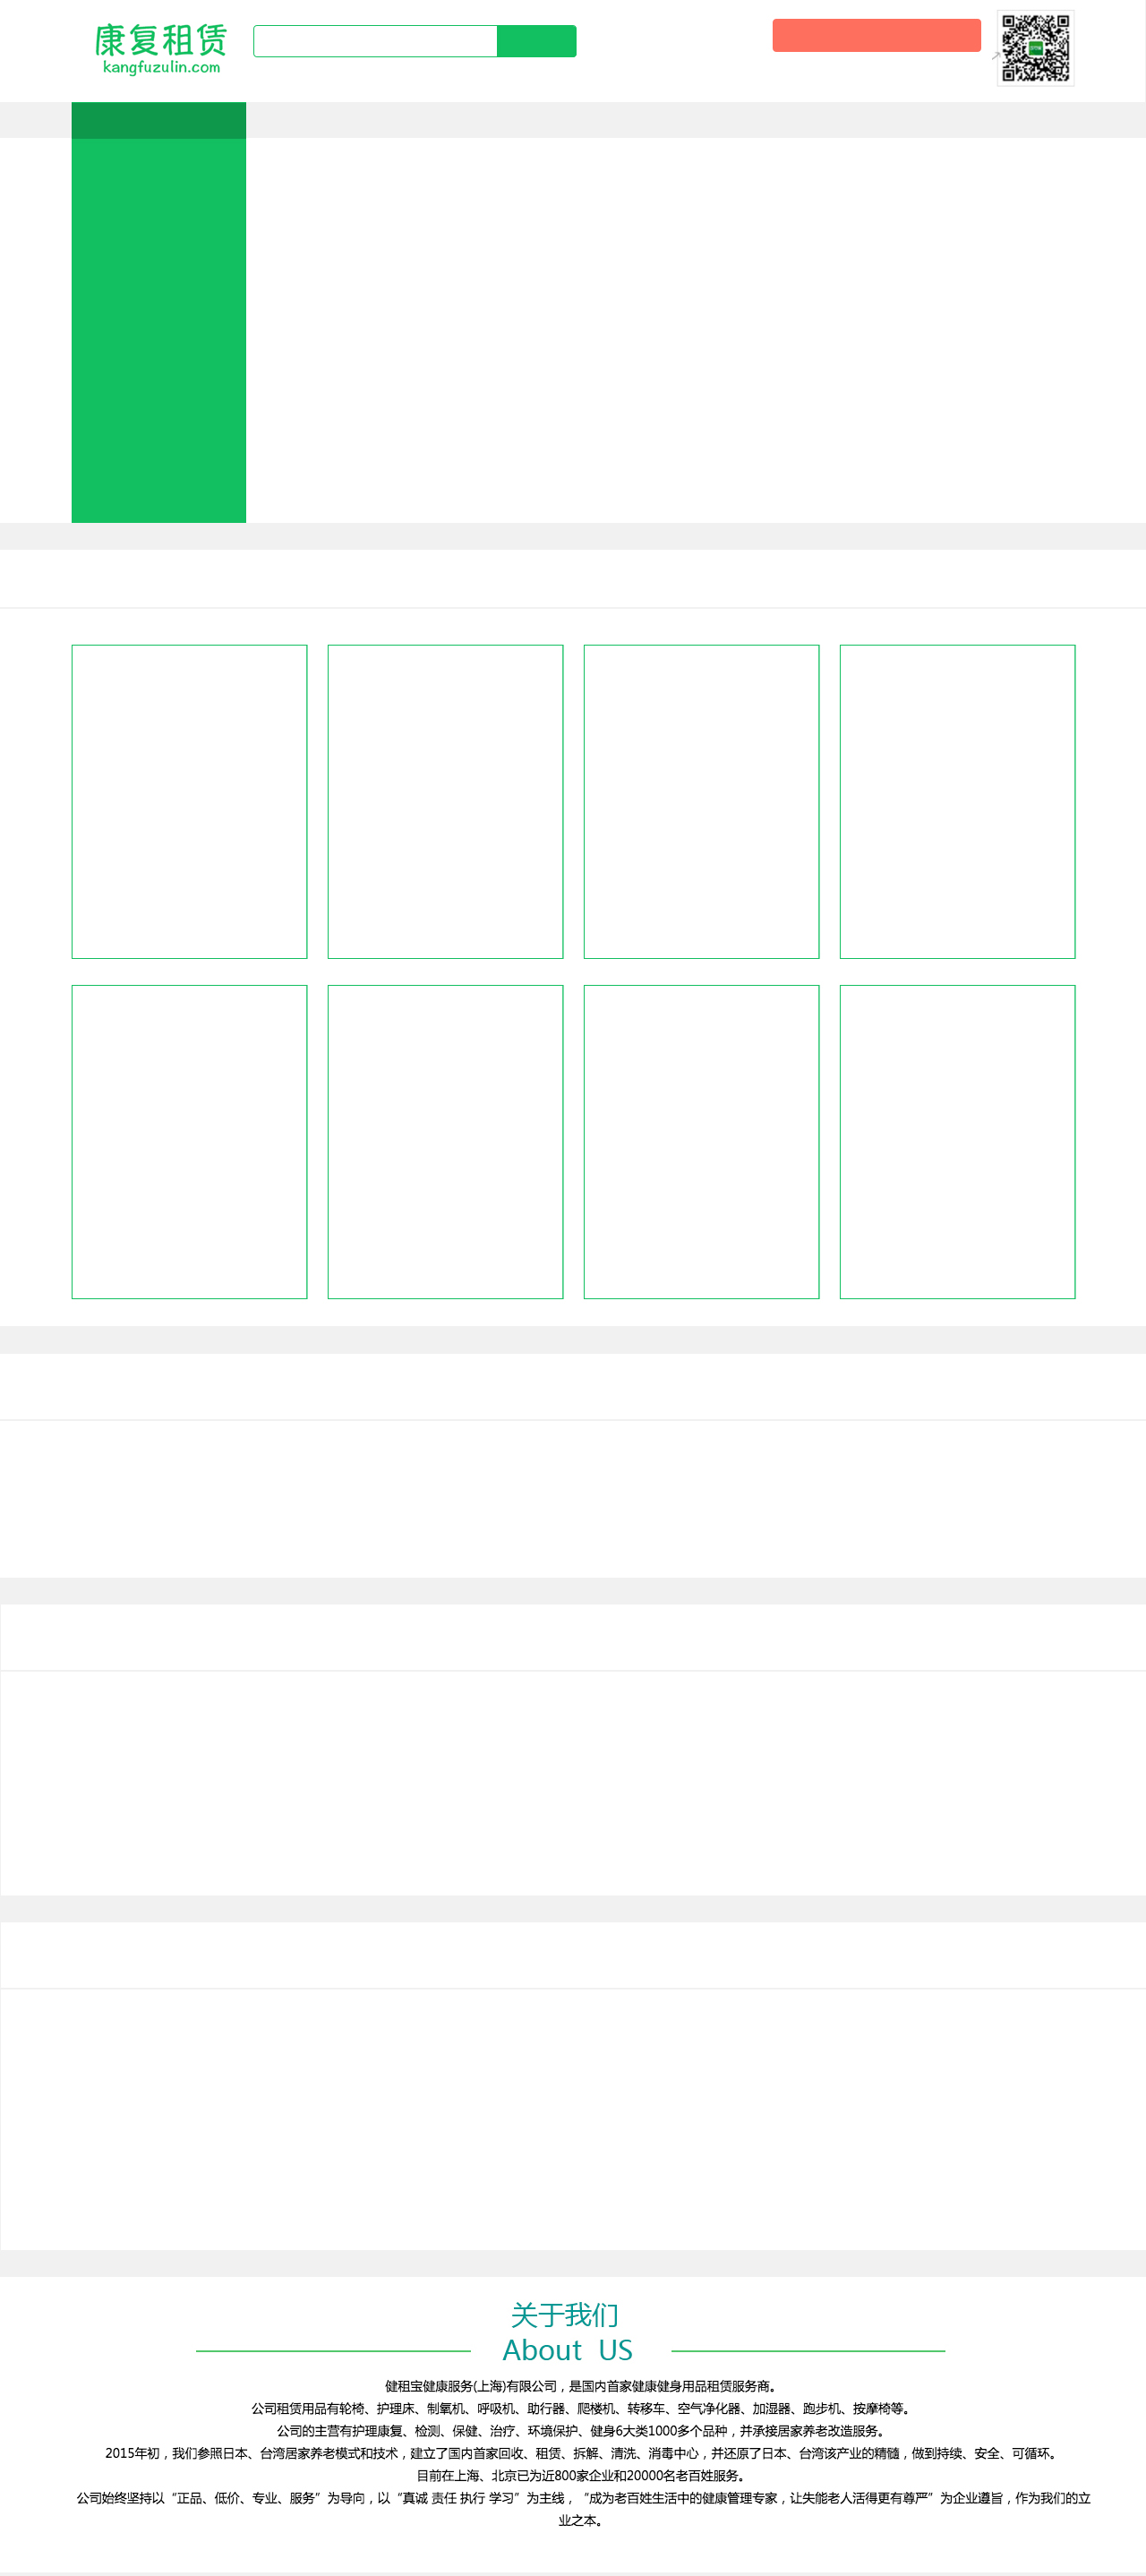 康复租赁
kangfuzulin.com
关于我们
About US
健租宝健康服务(上海)有限公司，是国内首家健康健身用品租赁服务商。
公司租赁用品有轮椅、护理床、制氧机、呼吸机、助行器、爬楼机、转移车、空气净化器、加湿器、跑步机、按摩椅等。
公司的主营有护理康复、检测、保健、治疗、环境保护、健身6大类1000多个品种，并承接居家养老改造服务。
2015年初，我们参照日本、台湾居家养老模式和技术，建立了国内首家回收、租赁、拆解、清洗、消毒中心，并还原了日本、台湾该产业的精髓，做到持续、安全、可循环。
目前在上海、北京已为近800家企业和20000名老百姓服务。
公司始终坚持以“正品、低价、专业、服务”为导向，以“真诚 责任 执行 学习”为主线，“成为老百姓生活中的健康管理专家，让失能老人活得更有尊严”为企业遵旨，作为我们的立
业之本。